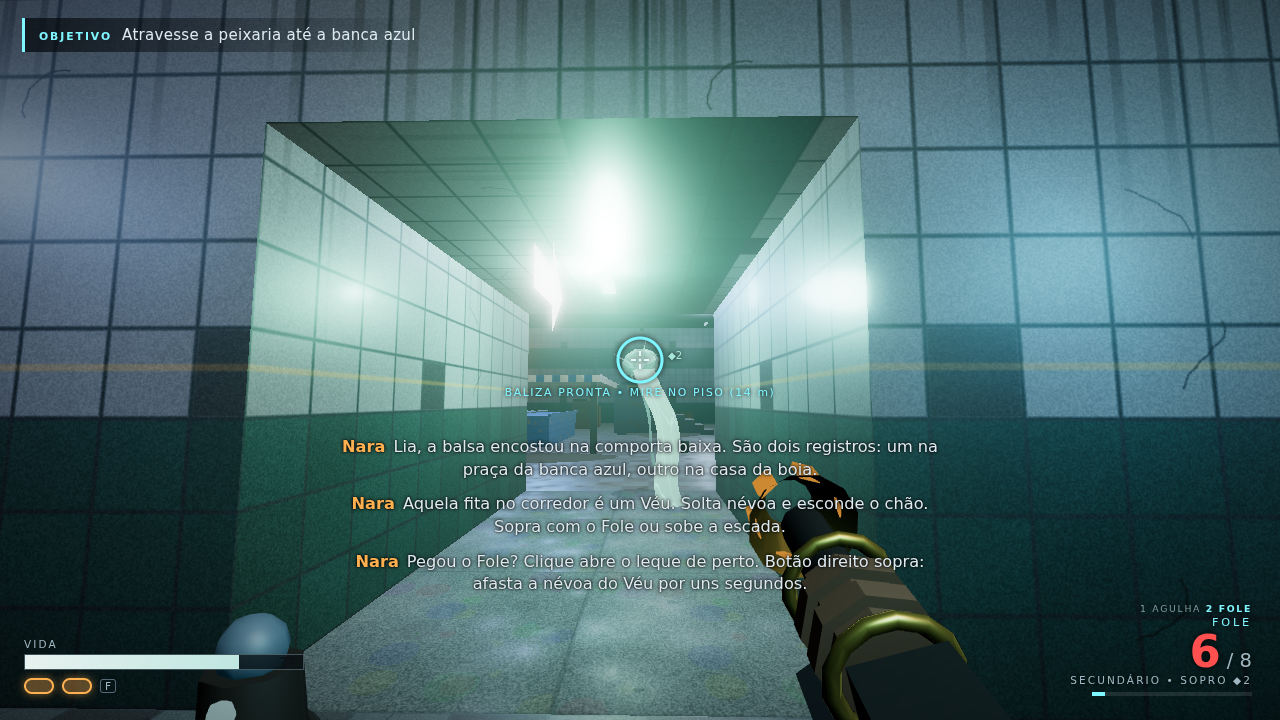 OBJETIVO Atravesse a peixaria até a banca azul
◆2
BALIZA PRONTA • MIRE NO PISO (14 m)
Nara Lia, a balsa encostou na comporta baixa. São dois registros: um na
praça da banca azul, outro na casa da boia.
Nara Aquela fita no corredor é um Véu. Solta névoa e esconde o chão.
Sopra com o Fole ou sobe a escada.
Nara Pegou o Fole? Clique abre o leque de perto. Botão direito sopra:
afasta a névoa do Véu por uns segundos.
VIDA
F
1 AGULHA 2 FOLE
FOLE
6 / 8
SECUNDÁRIO • SOPRO ◆2